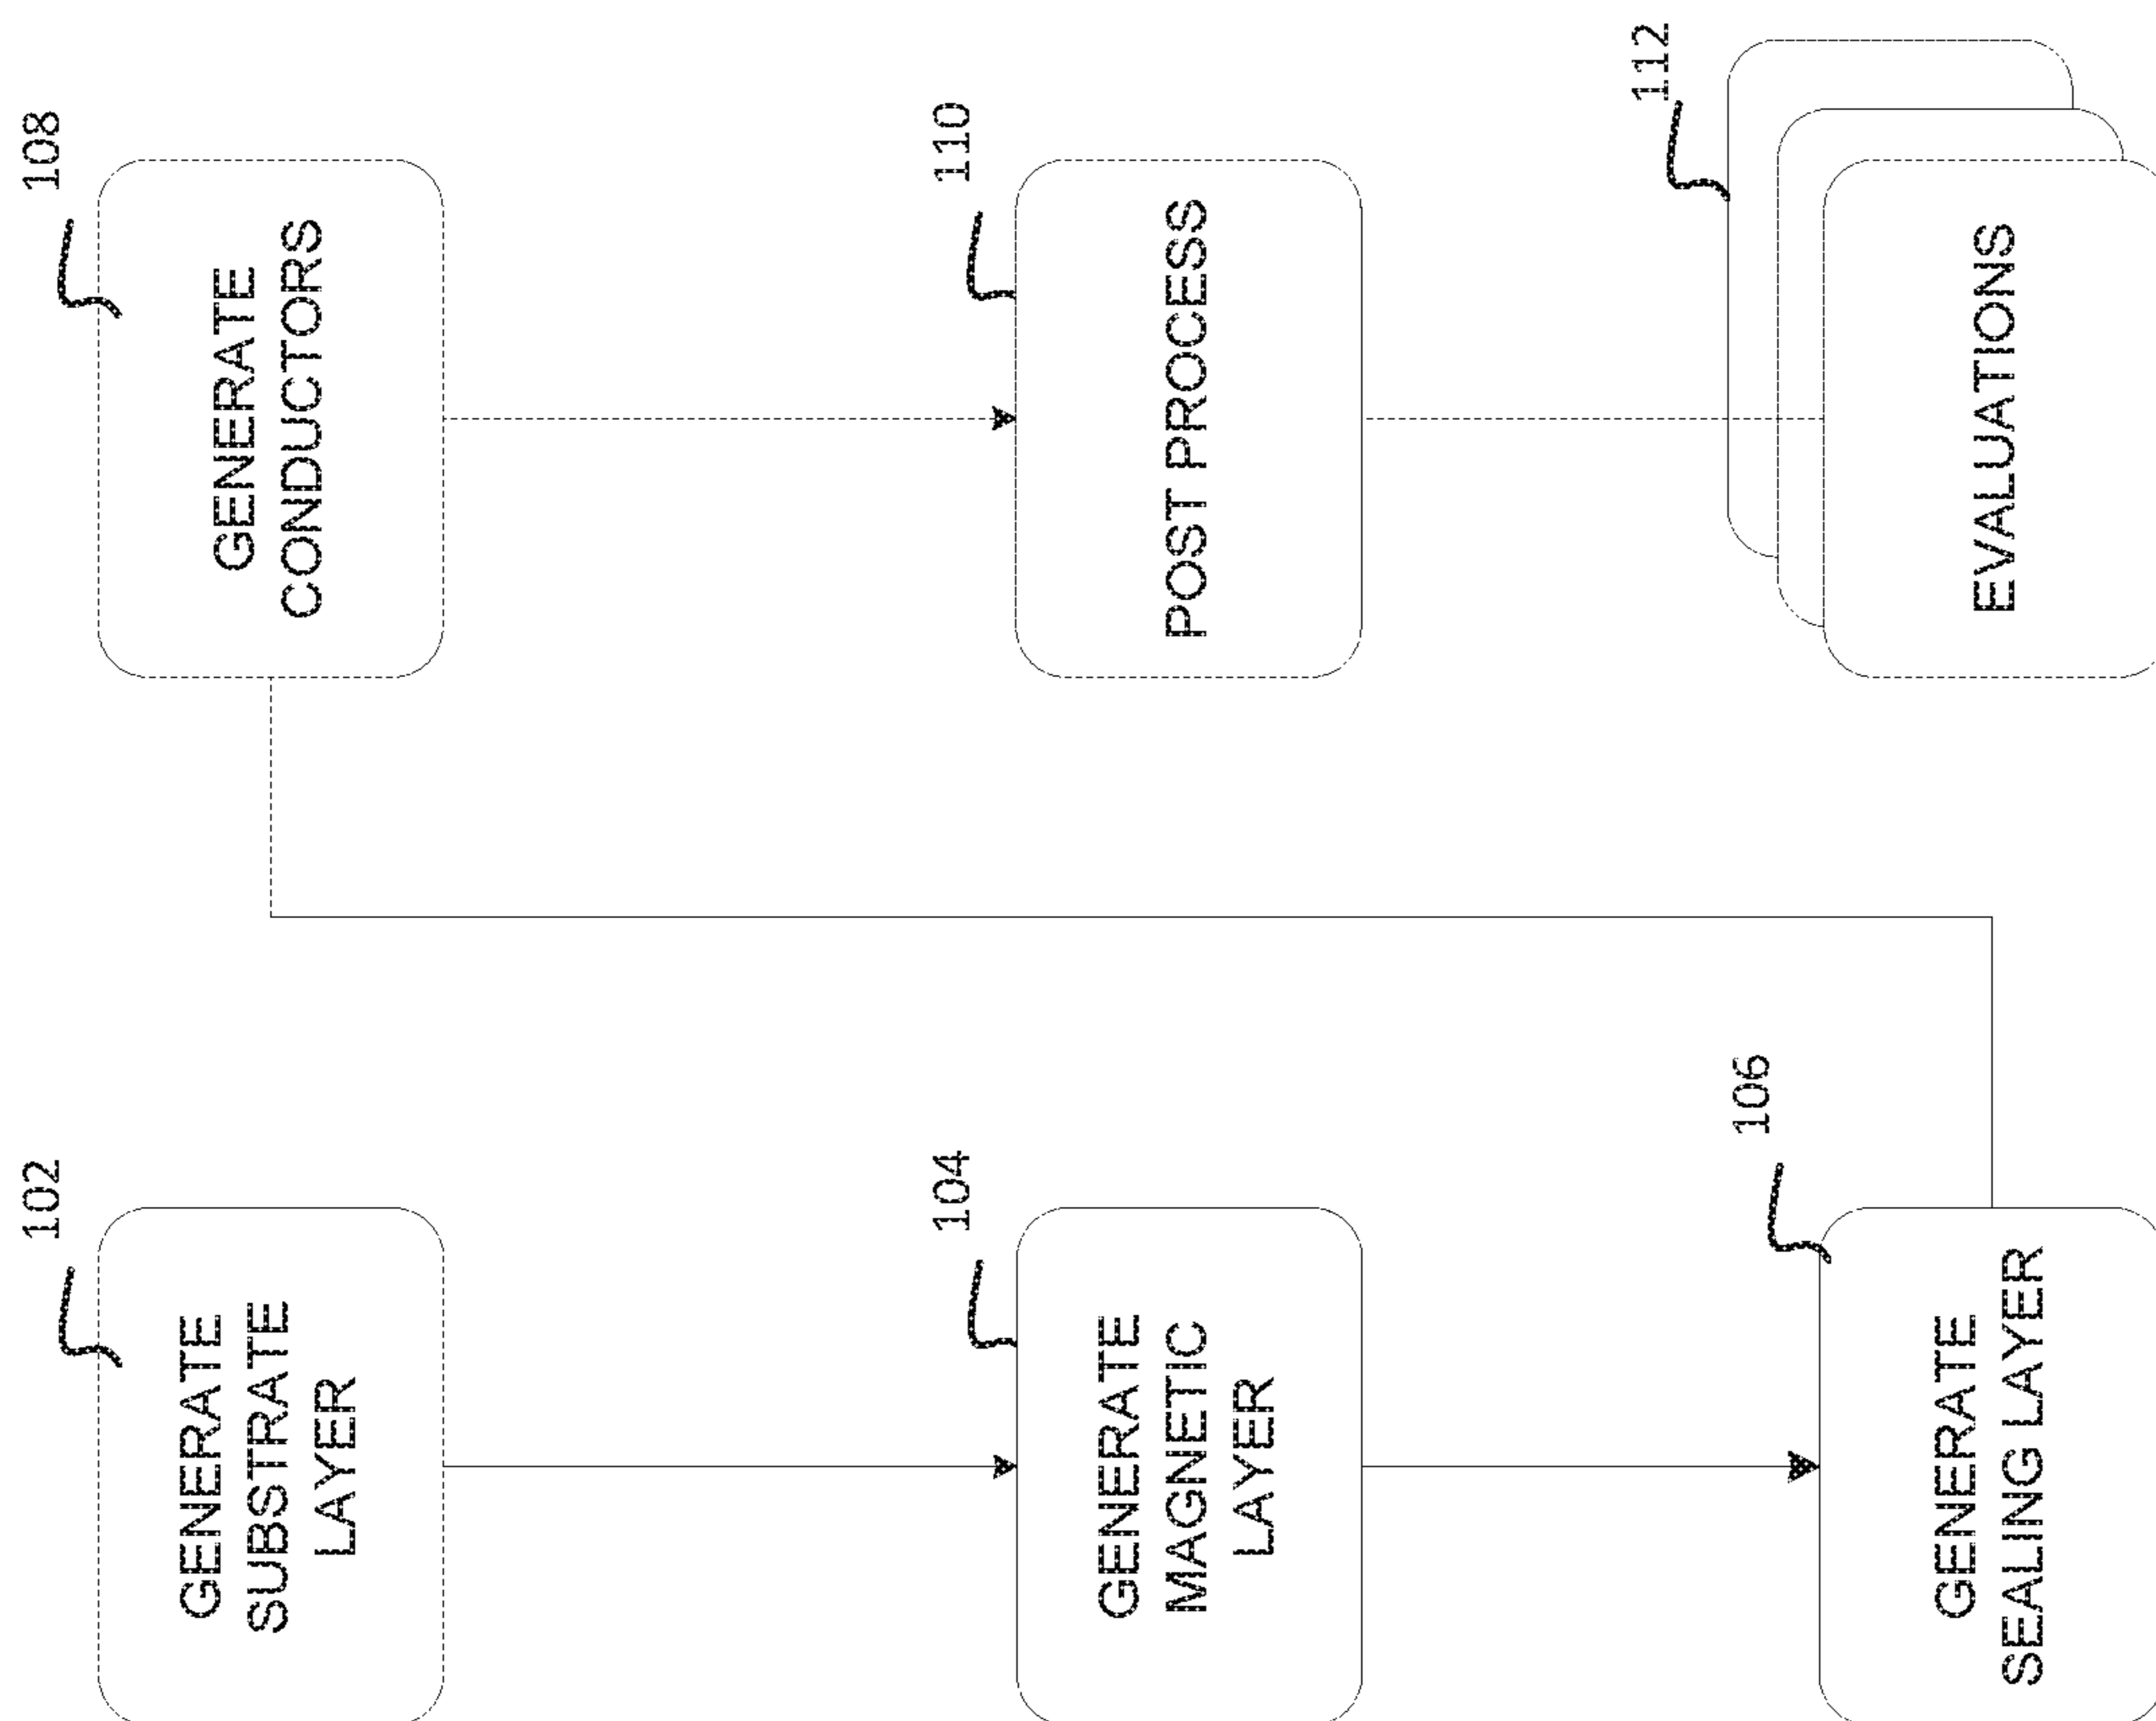 102
GENERATE
SUBSTRATE
LAYER
104
GENERATE
MAGNETIC
LAYER
106
GENERATE
SEALING LAYER
108
GENERATE
CONDUCTORS
110
POST PROCESS
112
EVALUATIONS